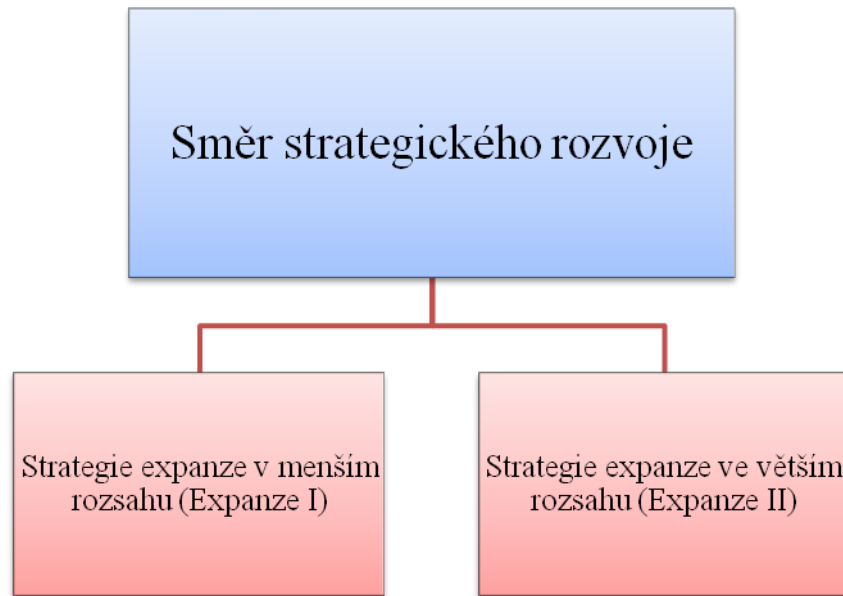 Směr strategického rozvoje
Strategie expanze v menším
rozsahu (Expanze I)
Strategie expanze ve větším
rozsahu (Expanze II)